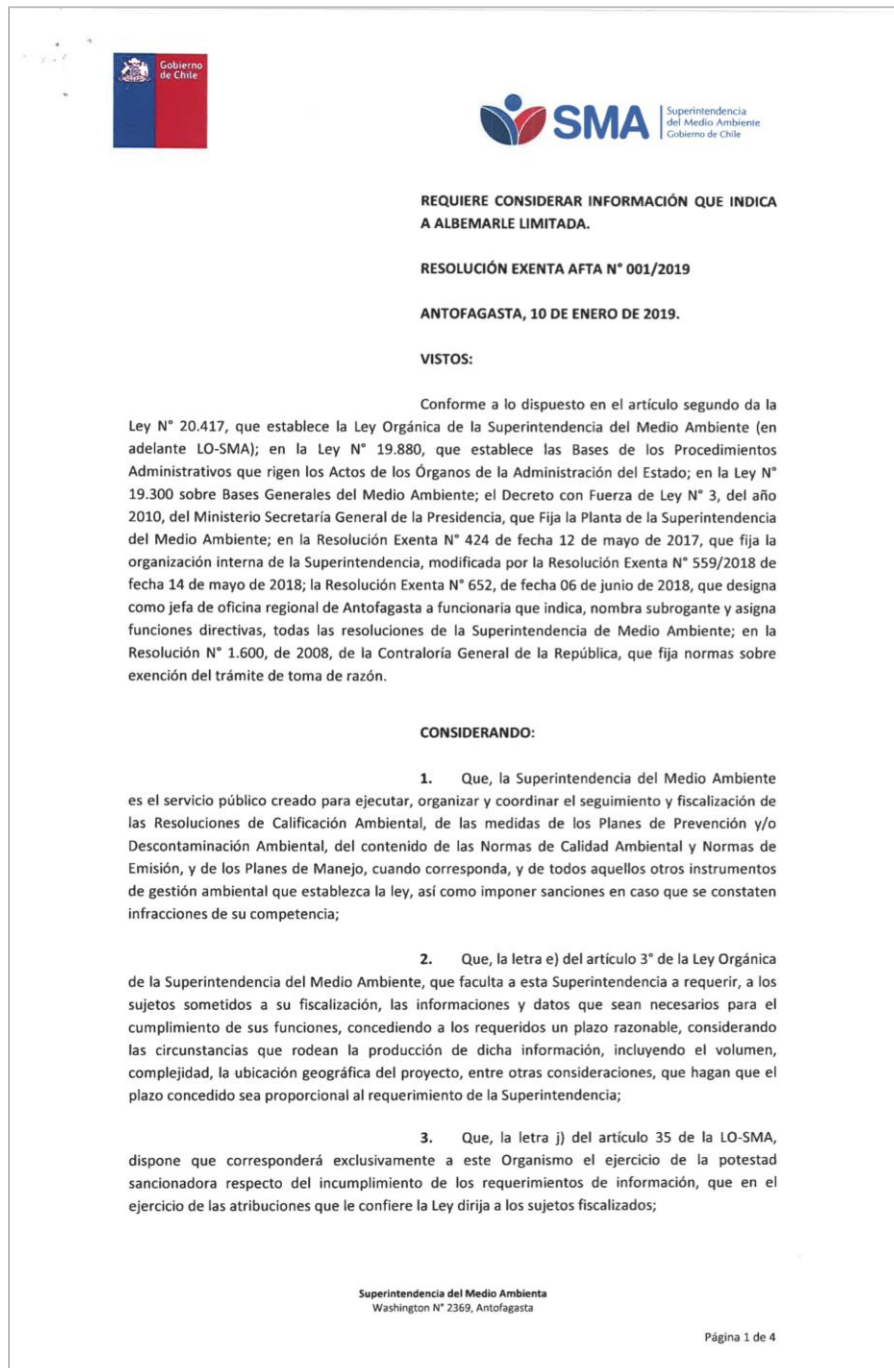 Gobierno
de Chile
SMA
Superintendencia
del Medio Ambiente
Gobierno de Chile
REQUIERE CONSIDERAR INFORMACIÓN QUE INDICA
A ALBEMARLE LIMITADA.
RESOLUCIÓN EXENTA AFTA N° 001/2019
ANTOFAGASTA, 10 DE ENERO DE 2019.
VISTOS:
Conforme a lo dispuesto en el artículo segundo da la
Ley N° 20.417, que establece la Ley Orgánica de la Superintendencia del Medio Ambiente (en
adelante LO-SMA); en la Ley N° 19.880, que establece las Bases de los Procedimientos
Administrativos que rigen los Actos de los Órganos de la Administración del Estado; en la Ley N°
19.300 sobre Bases Generales del Medio Ambiente; el Decreto con Fuerza de Ley N° 3, del año
2010, del Ministerio Secretaría General de la Presidencia, que Fija la Planta de la Superintendencia
del Medio Ambiente; en la Resolución Exenta N° 424 de fecha 12 de mayo de 2017, que fija la
organización interna de la Superintendencia, modificada por la Resolución Exenta N° 559/2018 de
fecha 14 de mayo de 2018; la Resolución Exenta N° 652, de fecha 06 de junio de 2018, que designa
como jefa de oficina regional de Antofagasta a funcionaria que indica, nombra subrogante y asigna
funciones directivas, todas las resoluciones de la Superintendencia de Medio Ambiente; en la
Resolución N° 1.600, de 2008, de la Contraloría General de la República, que fija normas sobre
exención del trámite de toma de razón.
CONSIDERANDO:
1. Que, la Superintendencia del Medio Ambiente
es el servicio público creado para ejecutar, organizar y coordinar el seguimiento y fiscalización de
las Resoluciones de Calificación Ambiental, de las medidas de los Planes de Prevención y/o
Descontaminación Ambiental, del contenido de las Normas de Calidad Ambiental y Normas de
Emisión, y de los Planes de Manejo, cuando corresponda, y de todos aquellos otros instrumentos
de gestión ambiental que establezca la ley, así como imponer sanciones en caso que se constaten
infracciones de su competencia;
2. Que, la letra e) del artículo 3° de la Ley Orgánica
de la Superintendencia del Medio Ambiente, que faculta a esta Superintendencia a requerir, a los
sujetos sometidos a su fiscalización, las informaciones y datos que sean necesarios para el
cumplimiento de sus funciones, concediendo a los requeridos un plazo razonable, considerando
las circunstancias que rodean la producción de dicha información, incluyendo el volumen,
complejidad, la ubicación geográfica del proyecto, entre otras consideraciones, que hagan que el
plazo concedido sea proporcional al requerimiento de la Superintendencia;
3. Que, la letra j) del artículo 35 de la LO-SMA,
dispone que corresponderá exclusivamente a este Organismo el ejercicio de la potestad
sancionadora respecto del incumplimiento de los requerimientos de información, que en el
ejercicio de las atribuciones que le confiere la Ley dirija a los sujetos fiscalizados;
Superintendencia del Medio Ambienta
Washington N° 2369, Antofagasta
Página 1 de 4